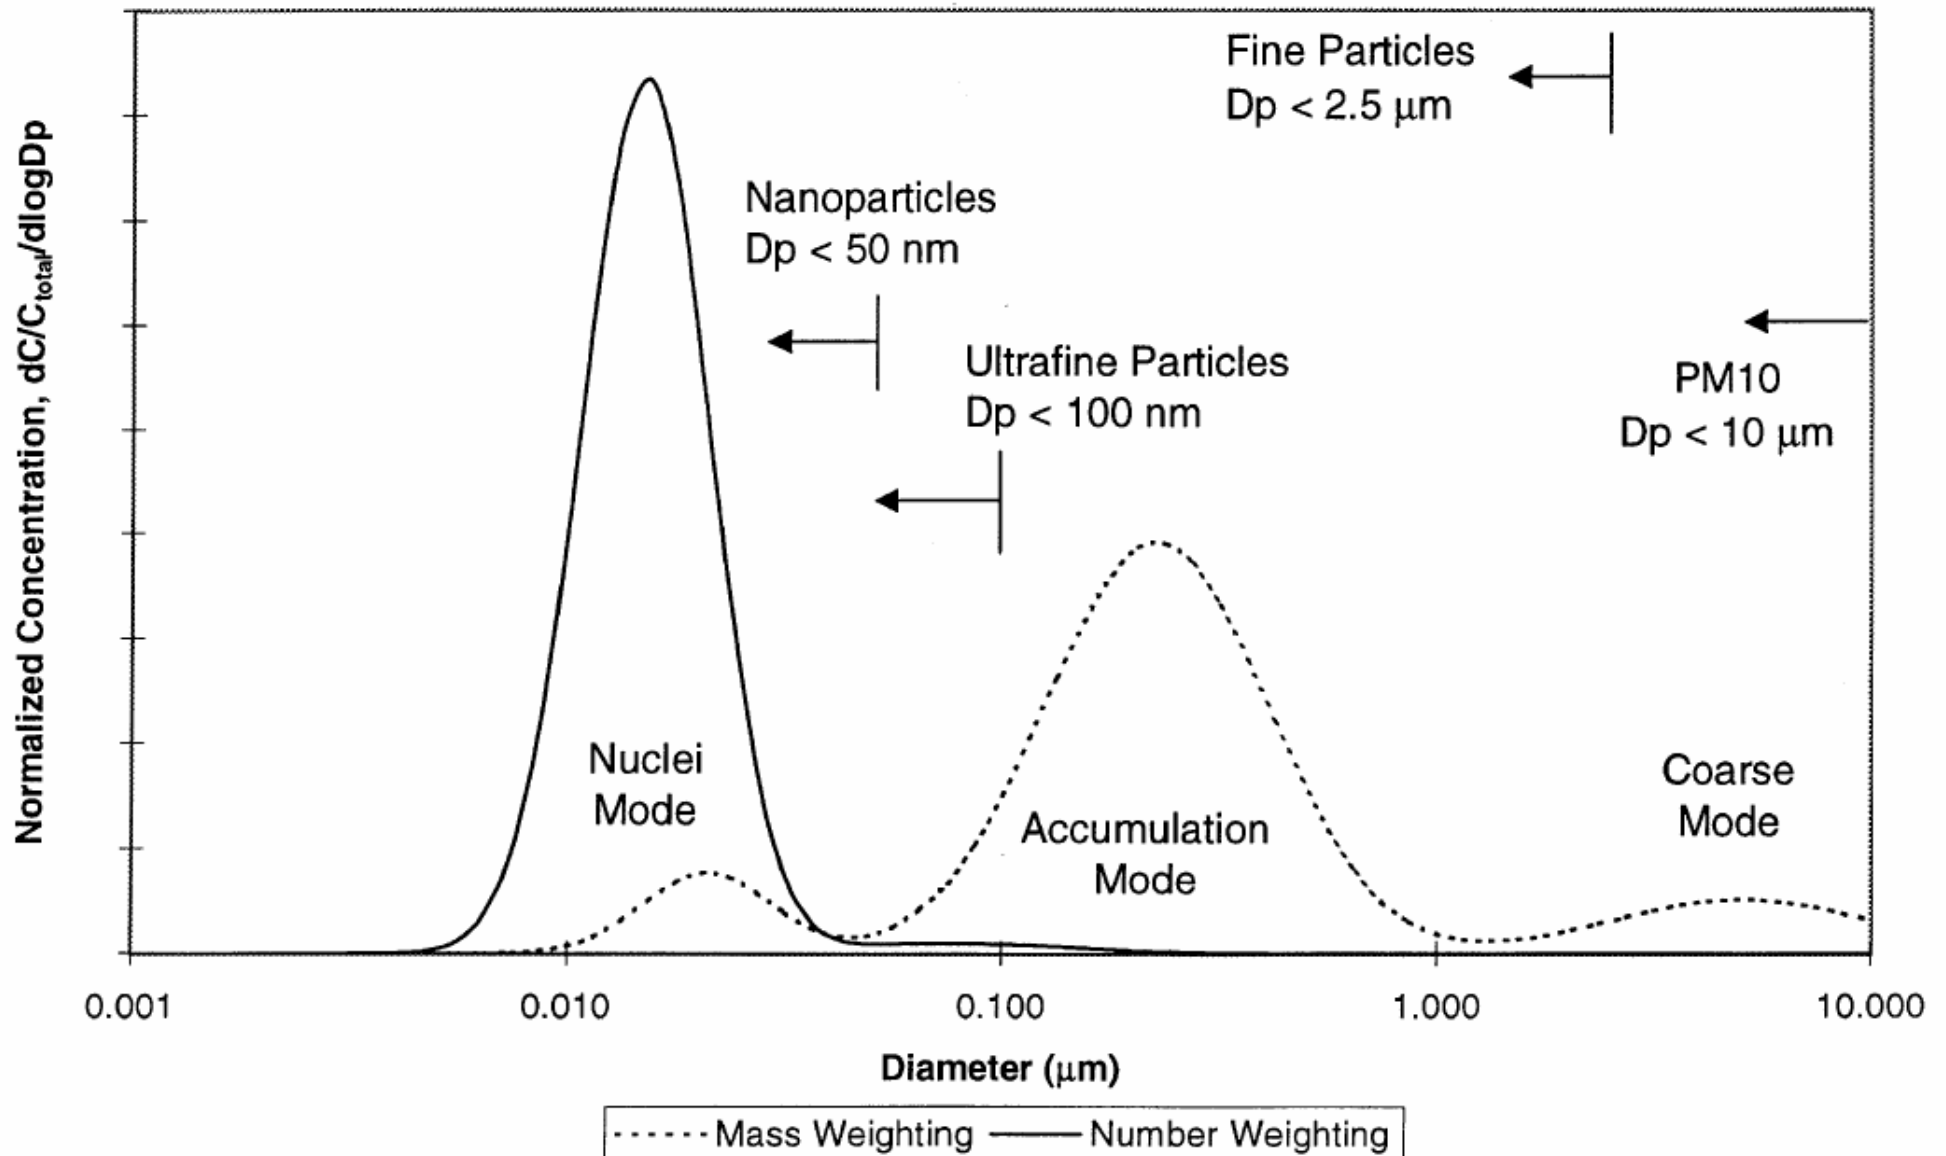 Normalized Concentration, dC/Ctotal/dlogDp
Fine Particles
Dp < 2.5 μm
Nanoparticles
Dp < 50 nm
Ultrafine Particles
Dp < 100 nm
PM10
Dp < 10 μm
Nuclei
Mode
Accumulation
Mode
Coarse
Mode
0.001 0.010 0.100 1.000 10.000
Diameter (μm)
Mass Weighting Number Weighting